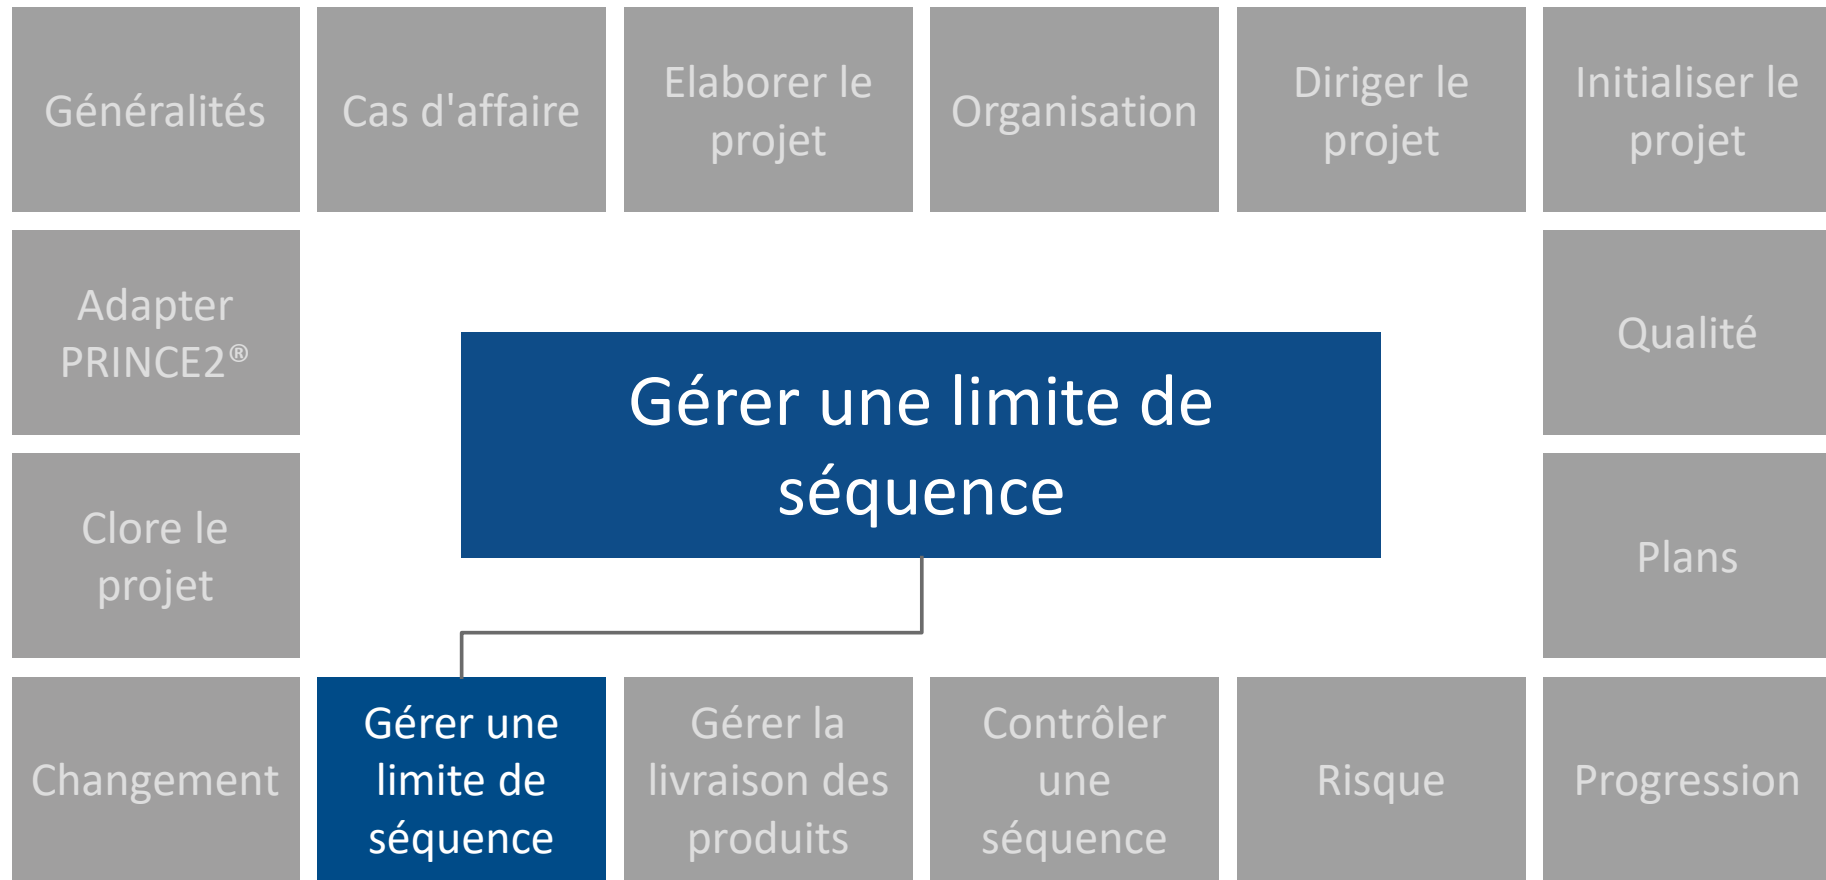 Généralités
Cas d'affaire
Elaborer le
projet
Organisation
Diriger le
projet
Initialiser le
projet
Adapter
PRINCE2®
Qualité
Gérer une limite de
séquence
Clore le
projet
Plans
Changement
Gérer une
limite de
séquence
Gérer la
livraison des
produits
Contrôler
une
séquence
Risque
Progression